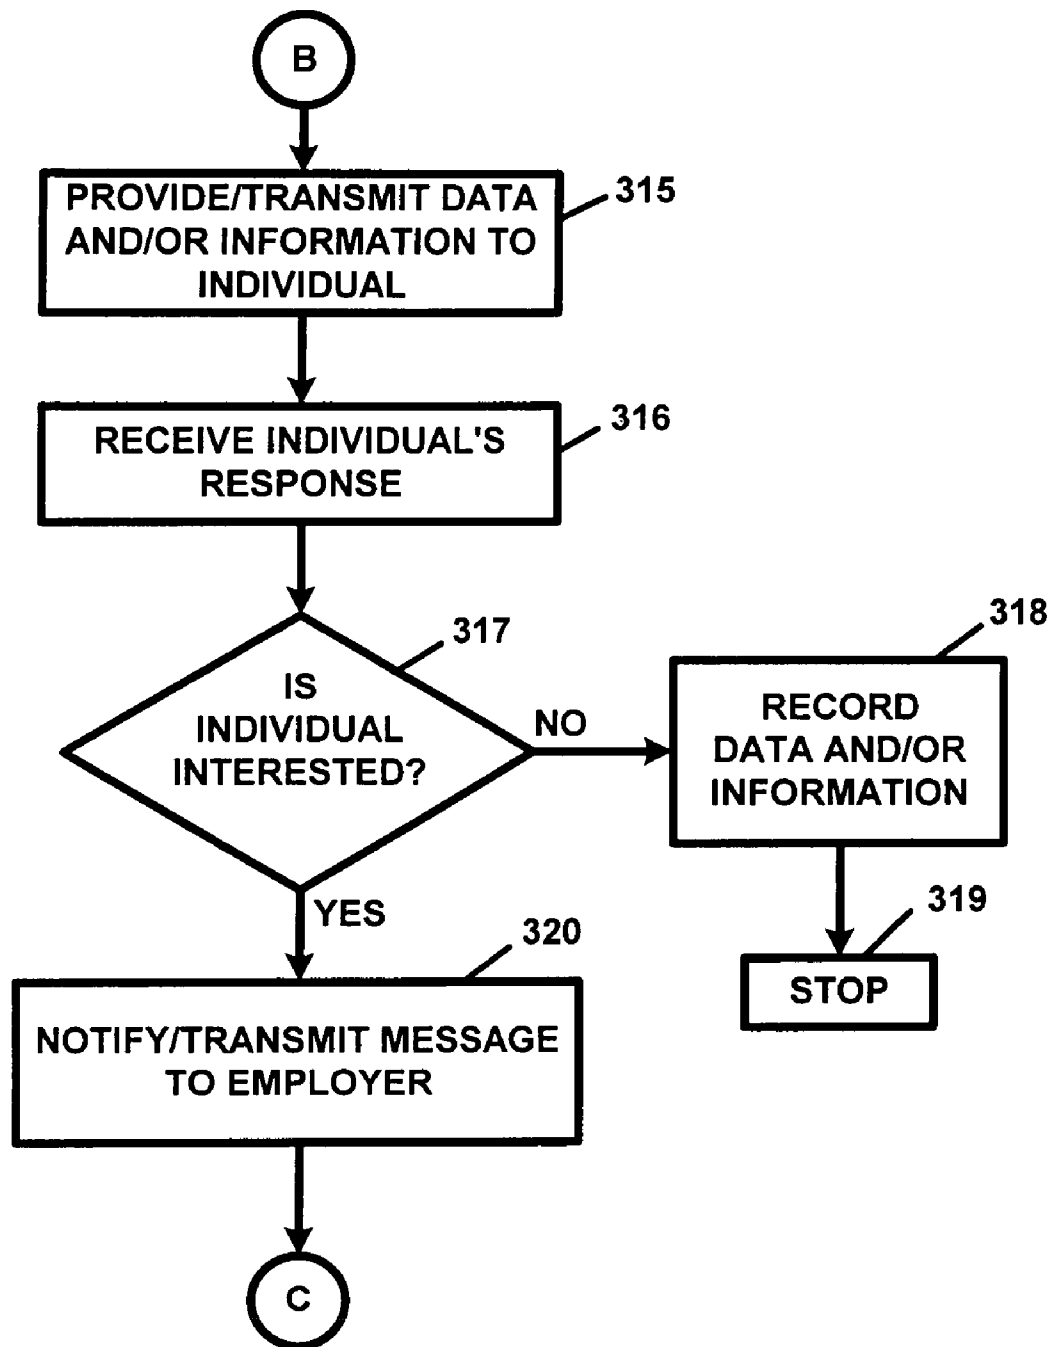 B
PROVIDE/TRANSMIT DATA
AND/OR INFORMATION TO
INDIVIDUAL
315
RECEIVE INDIVIDUAL'S
RESPONSE
316
IS
INDIVIDUAL
INTERESTED?
317
NO
RECORD
DATA AND/OR
INFORMATION
318
STOP
319
YES
NOTIFY/TRANSMIT MESSAGE
TO EMPLOYER
320
C